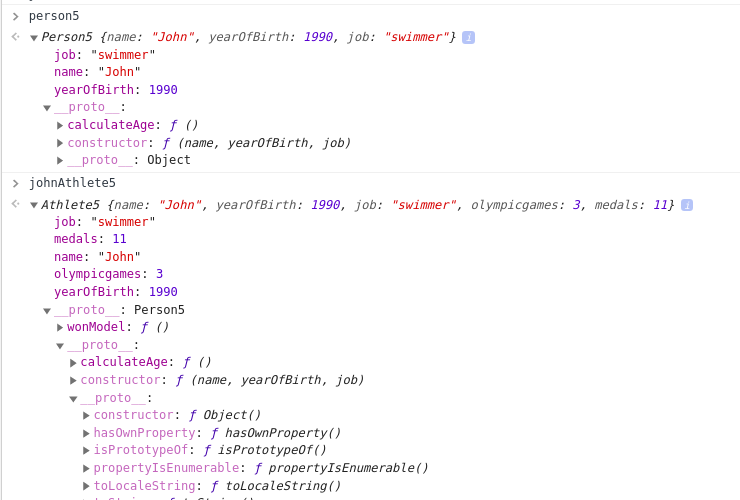 person5
Person5 {name: "John", yearOfBirth: 1990, job: "swimmer"} i
job: "swimmer"
name: "John"
yearOfBirth: 1990
__proto__:
calculateAge: ƒ ()
constructor: ƒ (name, yearOfBirth, job)
__proto__: Object
johnAthlete5
Athlete5 {name: "John", yearOfBirth: 1990, job: "swimmer", olympicgames: 3, medals: 11} i
job: "swimmer"
medals: 11
name: "John"
olympicgames: 3
yearOfBirth: 1990
__proto__: Person5
wonModel: ƒ ()
__proto__:
calculateAge: ƒ ()
constructor: ƒ (name, yearOfBirth, job)
__proto__:
constructor: ƒ Object()
hasOwnProperty: ƒ hasOwnProperty()
isPrototypeOf: ƒ isPrototypeOf()
propertyIsEnumerable: ƒ propertyIsEnumerable()
toLocaleString: ƒ toLocaleString()